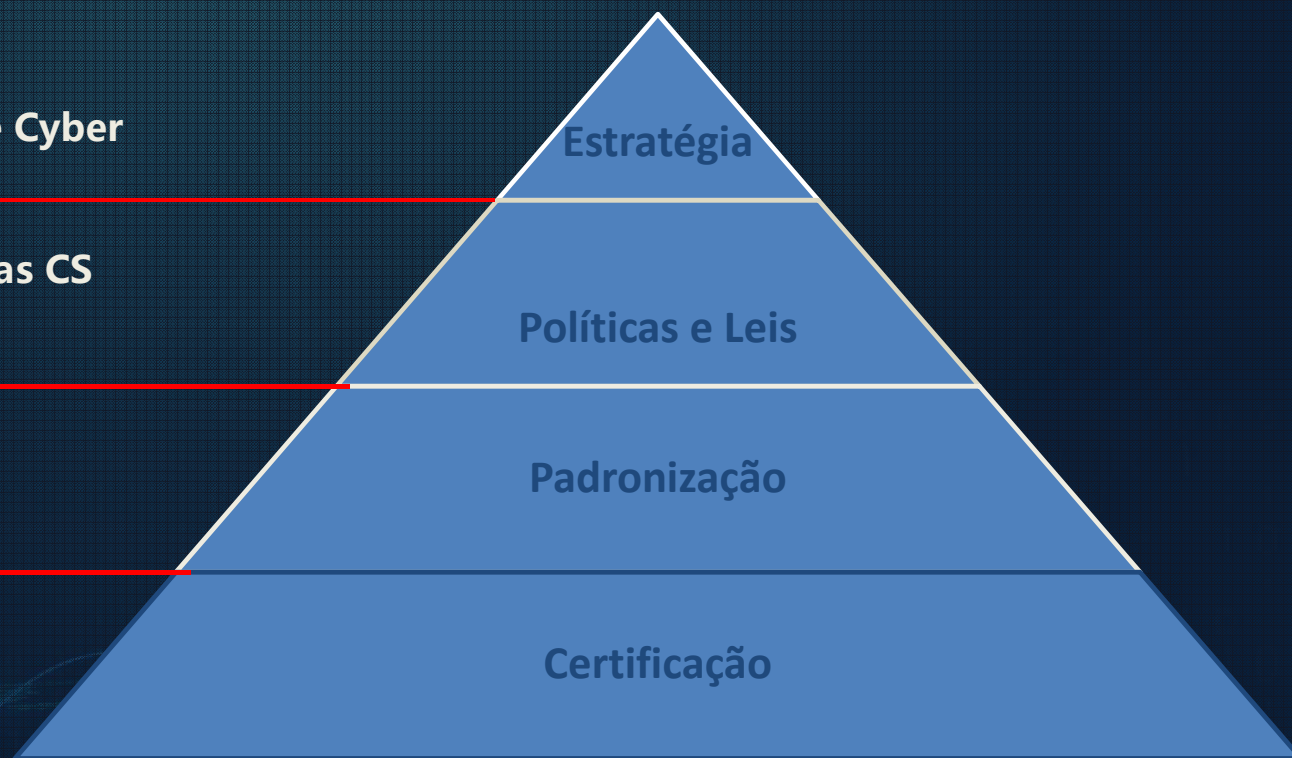 Cyber
Estratégia
as CS
Políticas e Leis
Padronização
Certificação